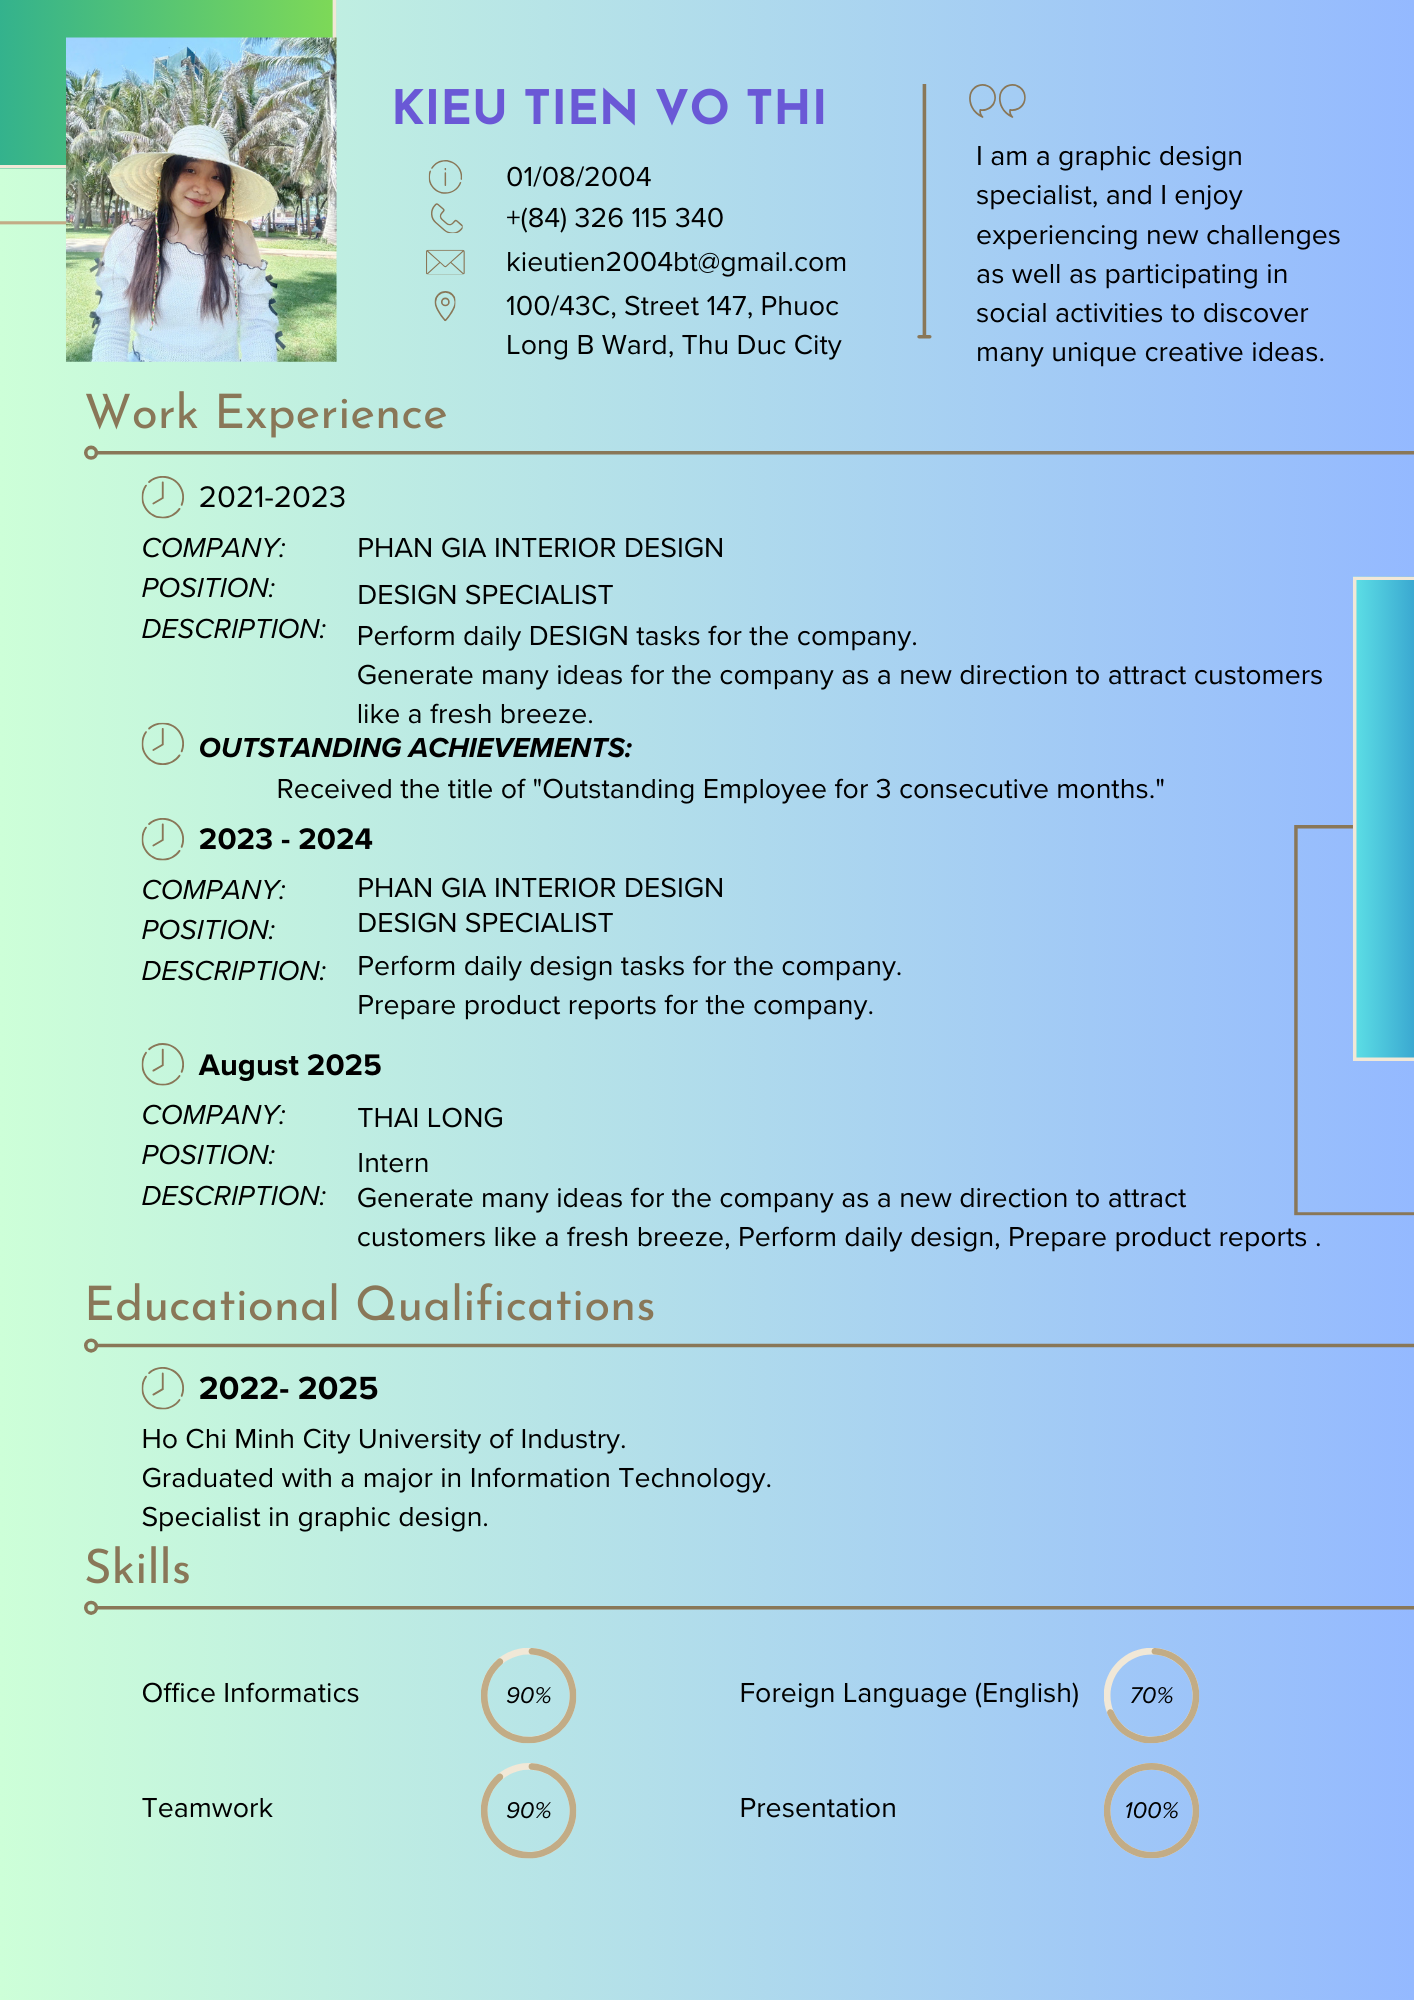 KIEU TIEN VO THI
01/08/2004
+(84) 326 115 340
kieutien2004bt@gmail.com
100/43C, Street 147, Phuoc
Long B Ward, Thu Duc City
I am a graphic design
specialist, and I enjoy
experiencing new challenges
as well as participating in
social activities to discover
many unique creative ideas.
Work Experience
2021-2023
COMPANY: PHAN GIA INTERIOR DESIGN
POSITION: DESIGN SPECIALIST
DESCRIPTION: Perform daily DESIGN tasks for the company.
Generate many ideas for the company as a new direction to attract customers
like a fresh breeze.
OUTSTANDING ACHIEVEMENTS:
Received the title of "Outstanding Employee for 3 consecutive months."
2023 - 2024
COMPANY: PHAN GIA INTERIOR DESIGN
POSITION: DESIGN SPECIALIST
DESCRIPTION: Perform daily design tasks for the company.
Prepare product reports for the company.
August 2025
COMPANY: THAI LONG
POSITION: Intern
DESCRIPTION: Generate many ideas for the company as a new direction to attract
customers like a fresh breeze, Perform daily design, Prepare product reports .
Educational Qualifications
2022- 2025
Ho Chi Minh City University of Industry.
Graduated with a major in Information Technology.
Specialist in graphic design.
Skills
Office Informatics 90% Foreign Language (English) 70%
Teamwork 90% Presentation 100%